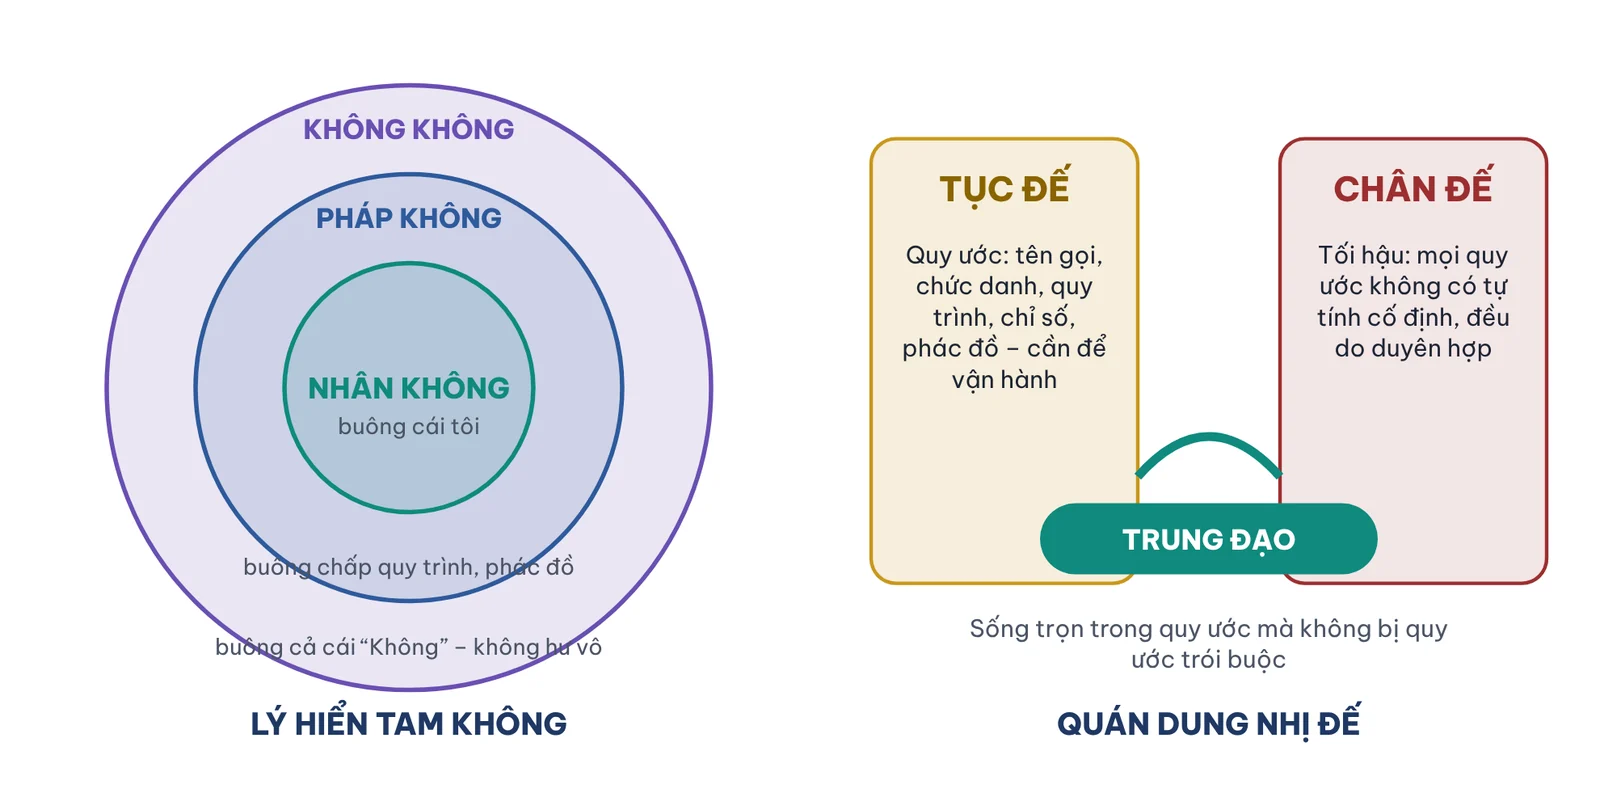 KHÔNG KHÔNG
PHÁP KHÔNG
NHÂN KHÔNG
buông cái tôi
buông chấp quy trình, phác đồ
buông cả cái “Không” – không hư vô
LÝ HIỂN TAM KHÔNG
TỤC ĐẾ
Quy ước: tên gọi,
chức danh, quy
trình, chỉ số,
phác đồ – cần để
vận hành
CHÂN ĐẾ
Tối hậu: mọi quy
ước không có tự
tính cố định, đều
do duyên hợp
TRUNG ĐẠO
Sống trọn trong quy ước mà không bị quy
ước trói buộc
QUÁN DUNG NHỊ ĐẾ